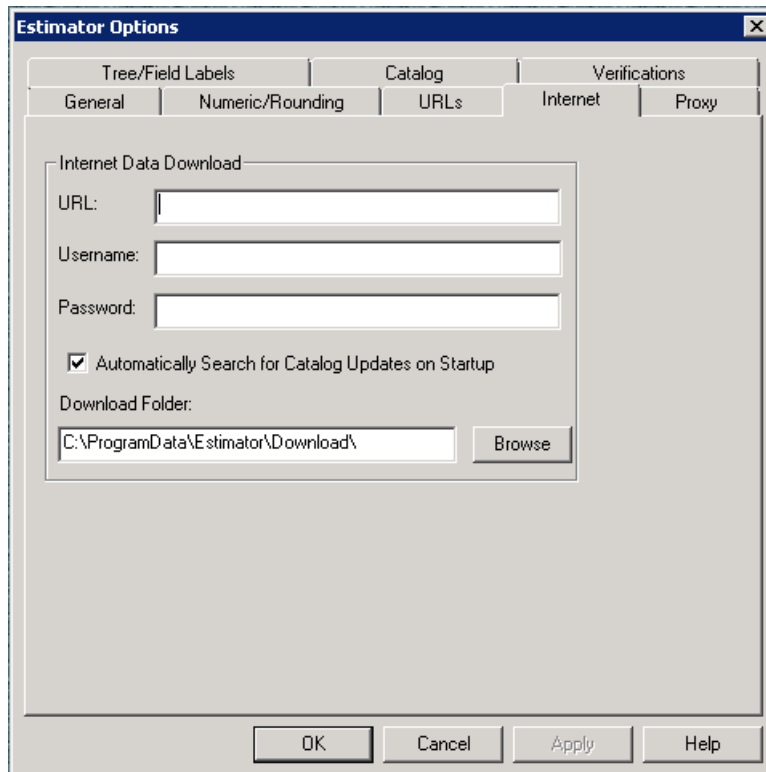 Estimator Options
Tree/Field Labels Catalog Verifications
General Numeric/Rounding URLs Internet Proxy
Internet Data Download
URL:
Username:
Password:
Automatically Search for Catalog Updates on Startup
Download Folder:
C:\ProgramData\Estimator\Download\ Browse
OK Cancel Apply Help